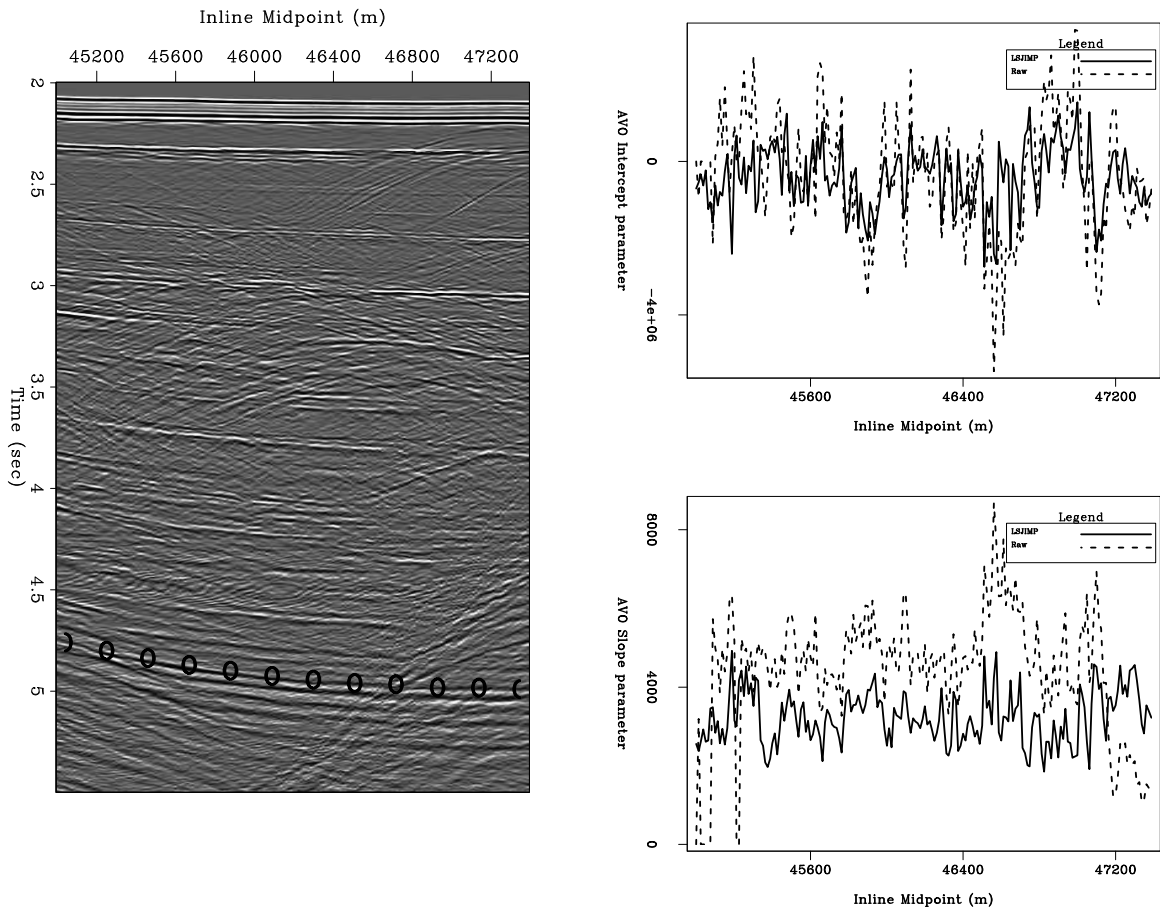 Inline Midpoint (m)
45200 45600 46000 46400 46800 47200
2
2.5
3
3.5
4
4.5
5
Time (sec)
Legend
LSJIMP
Raw
0
−4e+06
AVO Intercept parameter
45600 46400 47200
Inline Midpoint (m)
Legend
LSJIMP
Raw
8000
4000
0
AVO Slope parameter
45600 46400 47200
Inline Midpoint (m)